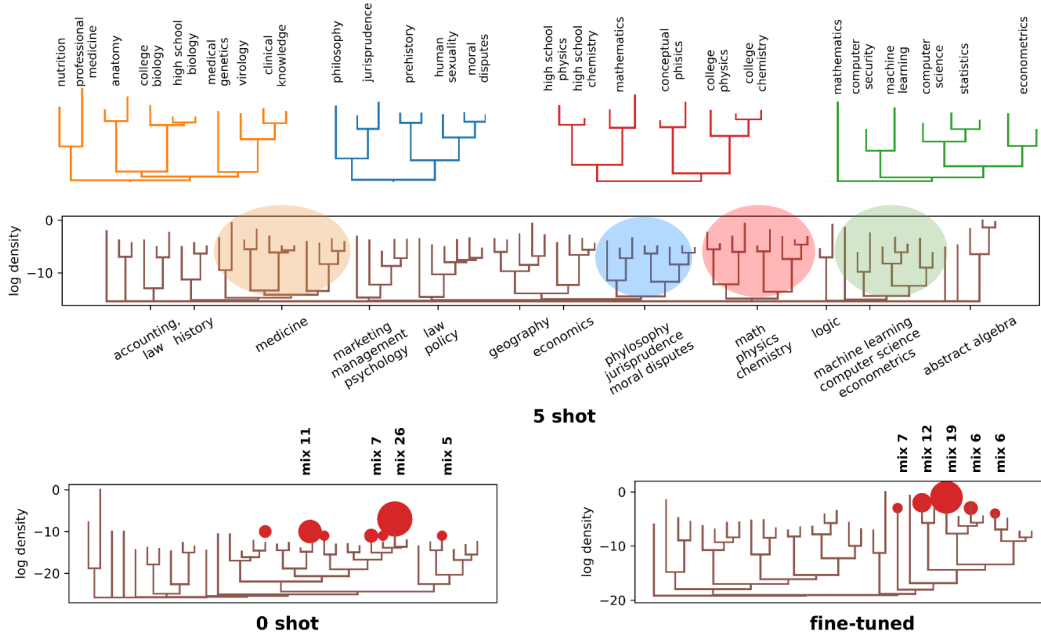 nutrition
professional
medicine
anatomy
college
biology
high school
biology
medical
genetics
virology
clinical
knowledge
philosophy
jurisprudence
prehistory
human
sexuality
moral
disputes
high school
physics
high school
chemistry
mathematics
conceptual
phisics
college
physics
college
chemistry
mathematics
computer
security
machine
learning
computer
science
statistics
econometrics
log density
0
−10
accounting,
law
history
medicine
marketing
management
psychology
law
policy
geography
economics
phylosophy
jurisprudence
moral disputes
math
physics
chemistry
logic
machine learning
computer science
econometrics
abstract algebra
5 shot
mix 11
mix 7
mix 26
mix 5
log density
0
−10
−20
0 shot
mix 7
mix 12
mix 19
mix 6
mix 6
log density
0
−10
−20
fine-tuned